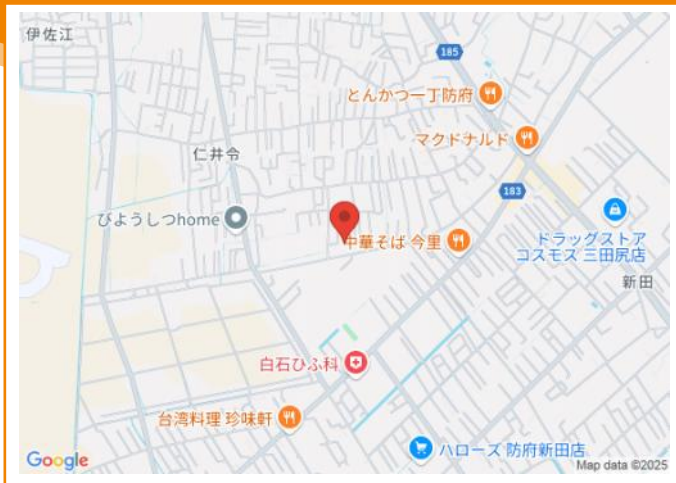 伊佐江
185
とんかつ一丁防府
マクドナルド
仁井令
183
びようしつhome
中華そば 今里
ドラッグストア
コスモス 三田尻店
新田
白石ひふ科
台湾料理 珍味軒
ハローズ 防府新田店
Google
Map data ©2025